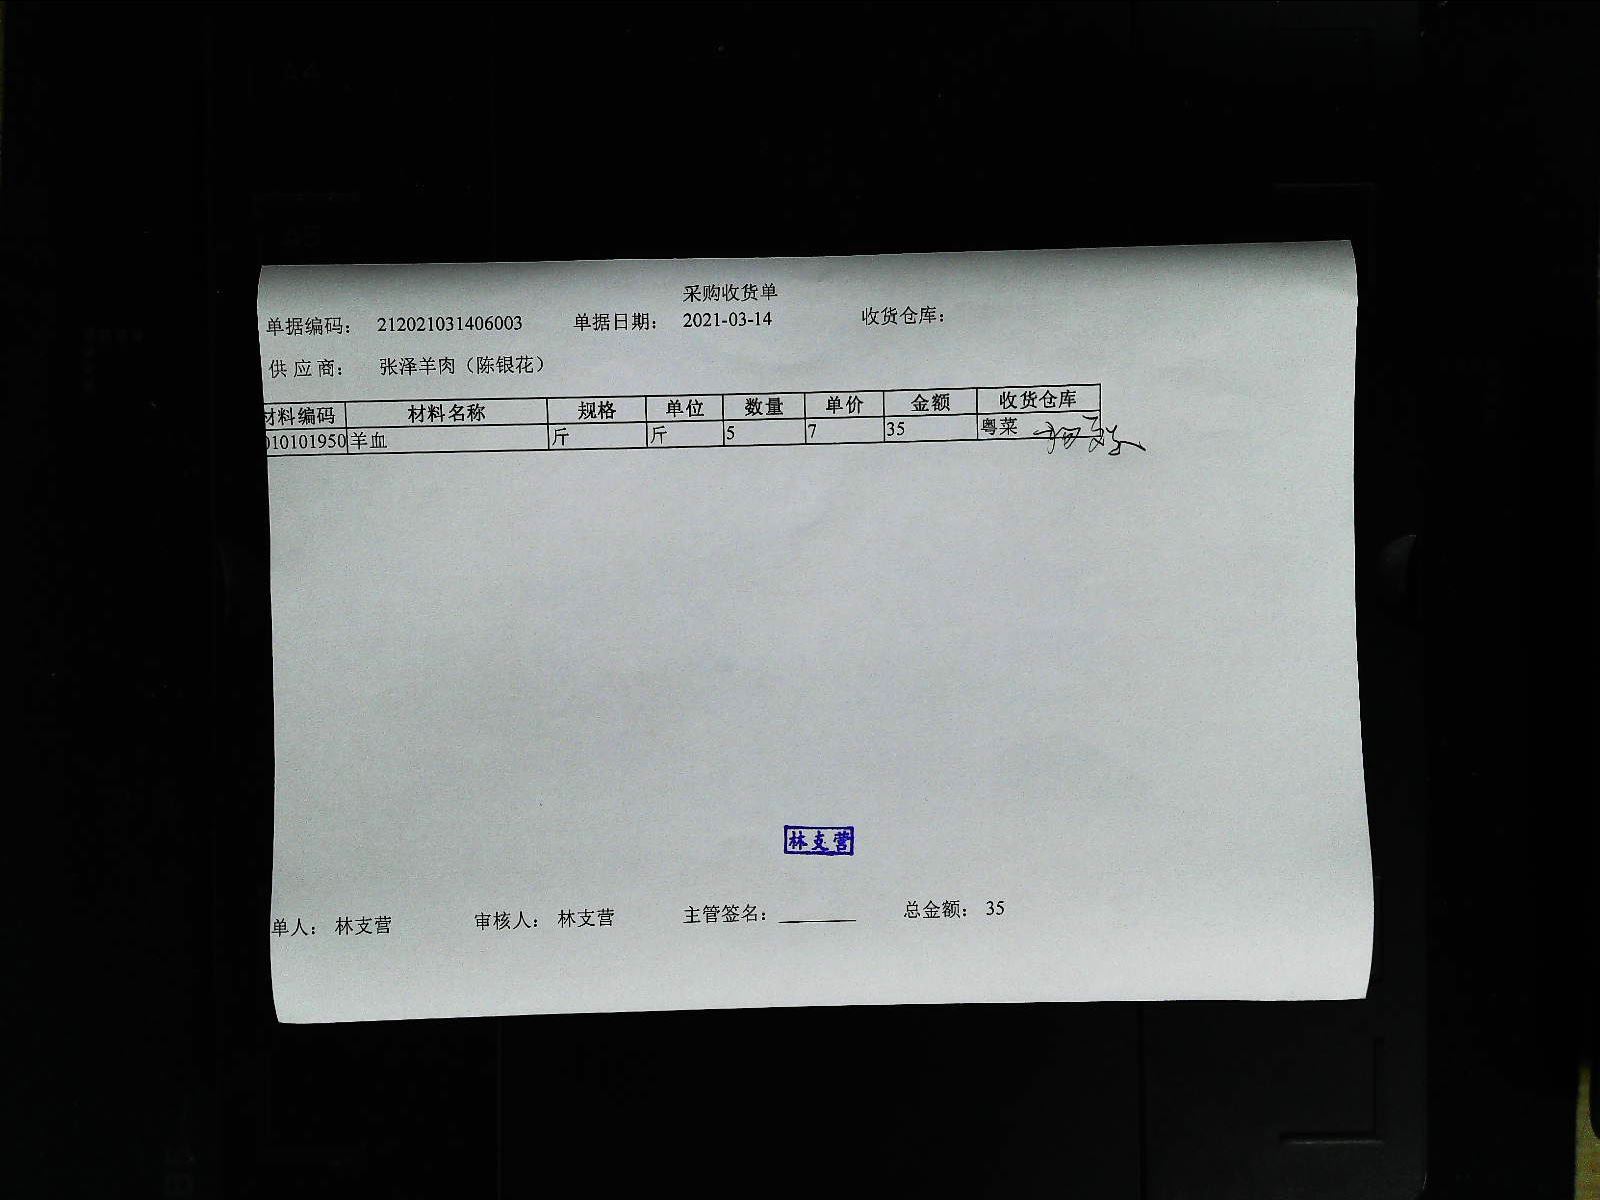 采购收货单
单据编码： 212021031406003 单据日期： 2021-03-14 收货仓库：
供 应 商： 张泽羊肉（陈银花）
材料编码 材料名称 规格 单位 数量 单价 金额 收货仓库
010101950 羊血 斤 斤 5 7 35 粤菜
林支营
单人： 林支营 审核人： 林支营 主管签名： 总金额： 35